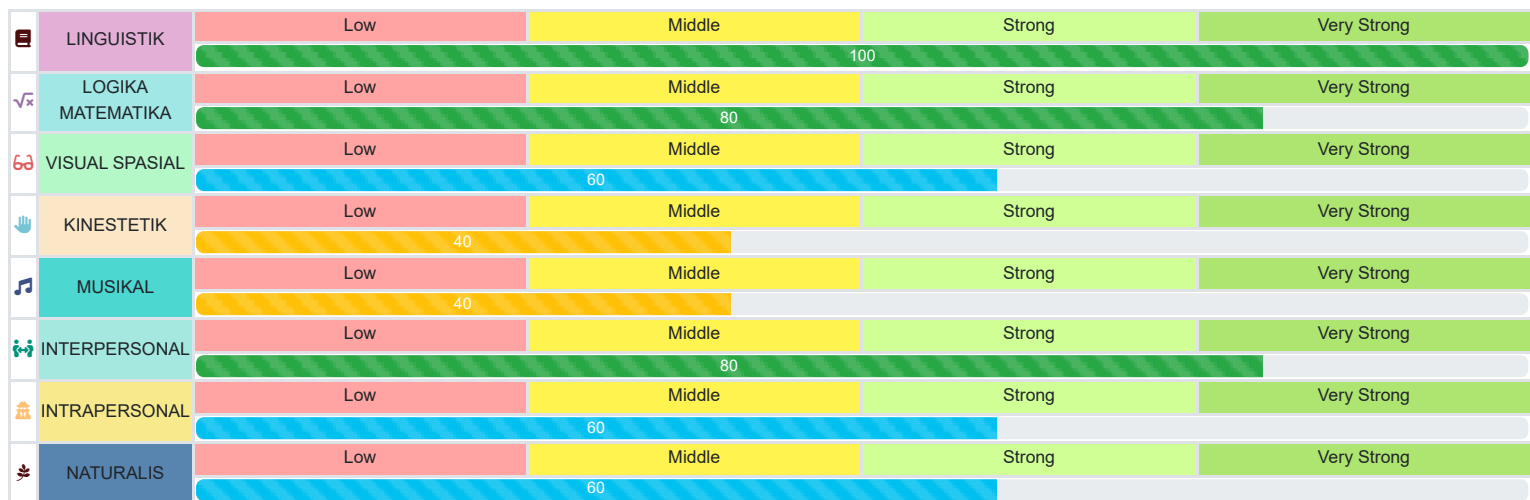 LINGUISTIK
Low Middle Strong Very Strong
100
LOGIKA
MATEMATIKA
Low Middle Strong Very Strong
80
VISUAL SPASIAL
Low Middle Strong Very Strong
60
KINESTETIK
Low Middle Strong Very Strong
40
MUSIKAL
Low Middle Strong Very Strong
40
INTERPERSONAL
Low Middle Strong Very Strong
80
INTRAPERSONAL
Low Middle Strong Very Strong
60
NATURALIS
Low Middle Strong Very Strong
60